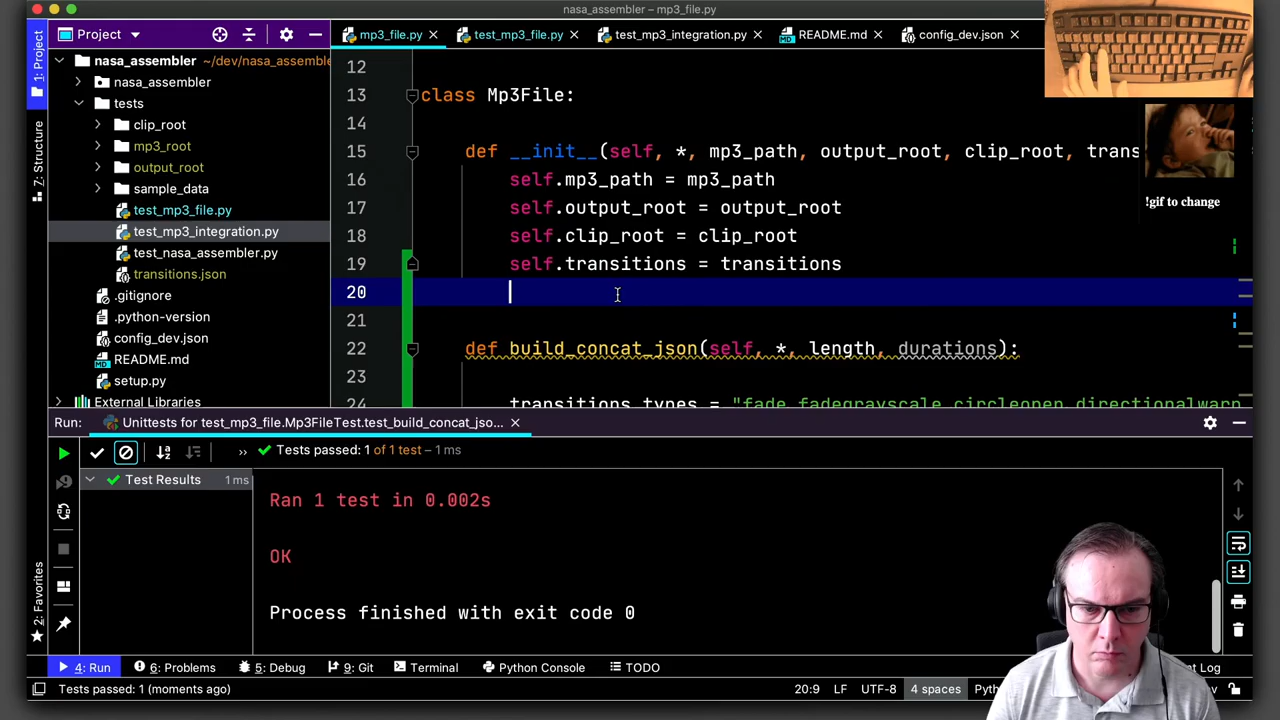 nasa_assembler – mp3_file.py
1: Project
7: Structure
2: Favorites
Project
mp3_file.py
test_mp3_file.py
test_mp3_integration.py
README.md
config_dev.json
nasa_assembler ~/dev/nasa_assemble
nasa_assembler
tests
clip_root
mp3_root
output_root
sample_data
test_mp3_file.py
test_mp3_integration.py
test_nasa_assembler.py
transitions.json
.gitignore
.python-version
config_dev.json
README.md
setup.py
External Libraries
12
13 class Mp3File:
14
15 def __init__(self, *, mp3_path, output_root, clip_root, trans
16 self.mp3_path = mp3_path
17 self.output_root = output_root
18 self.clip_root = clip_root
19 self.transitions = transitions
20
21
22 def build_concat_json(self, *, length, durations):
23
24 transitions_types = "fade,fadegrayscale,circleopen,directionalwarp
!gif to change
Run: Unittests for test_mp3_file.Mp3FileTest.test_build_concat_jso...
» Tests passed: 1 of 1 test – 1 ms
Test Results 1 ms
Ran 1 test in 0.002s
OK
Process finished with exit code 0
4: Run
6: Problems
5: Debug
9: Git
Terminal
Python Console
TODO
Tests passed: 1 (moments ago)
20:9 LF UTF-8 4 spaces